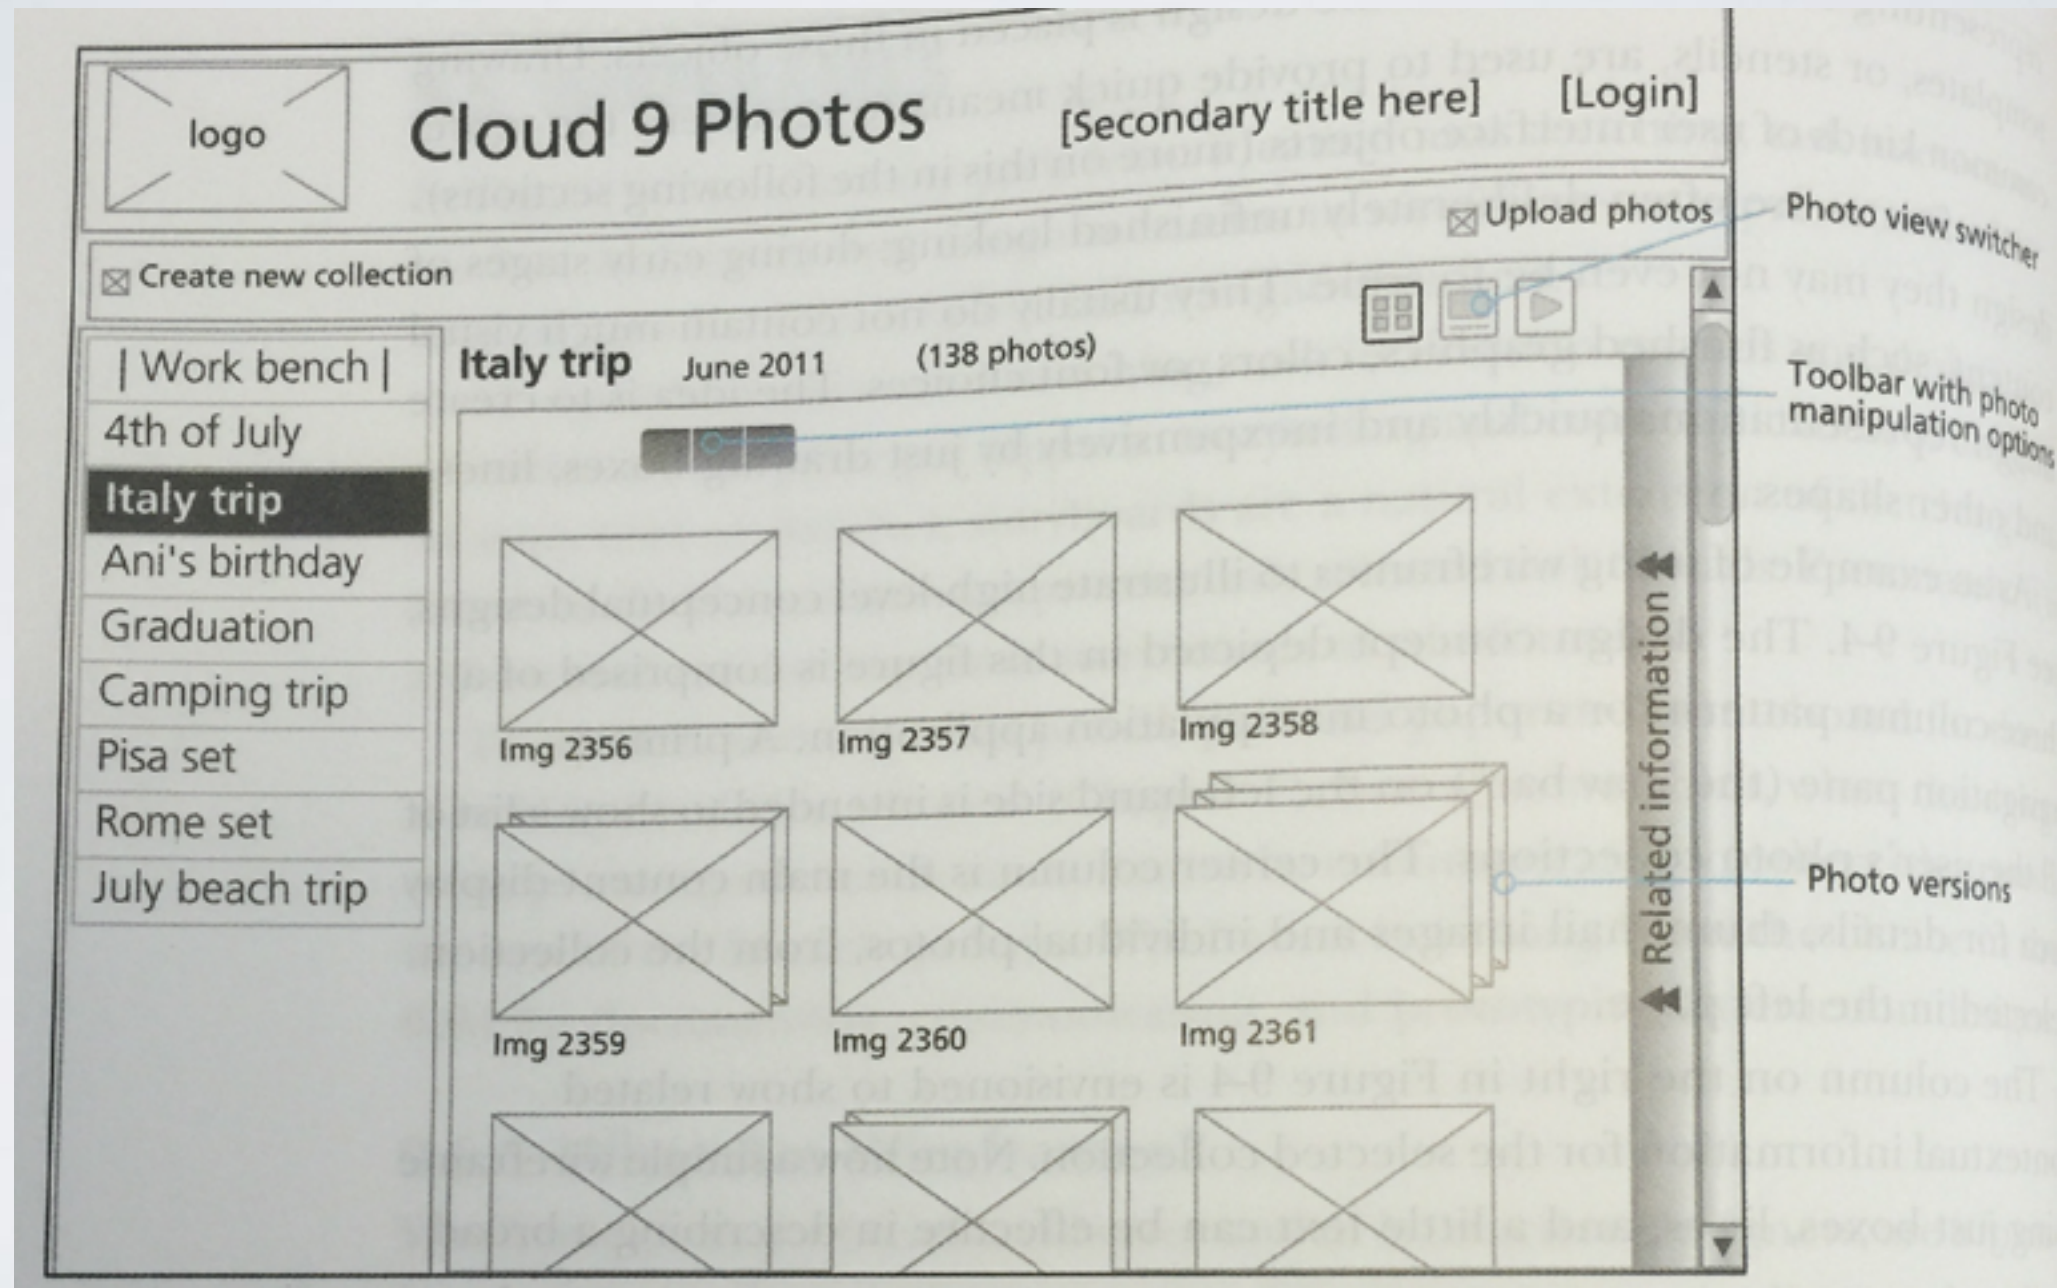 logo
Cloud 9 Photos
[Secondary title here]
[Login]
Create new collection
Upload photos
| Work bench |
4th of July
Italy trip
Ani's birthday
Graduation
Camping trip
Pisa set
Rome set
July beach trip
Italy trip June 2011 (138 photos)
Img 2356
Img 2357
Img 2358
Img 2359
Img 2360
Img 2361
Related information
Photo view switcher
Toolbar with photo
manipulation options
Photo versions